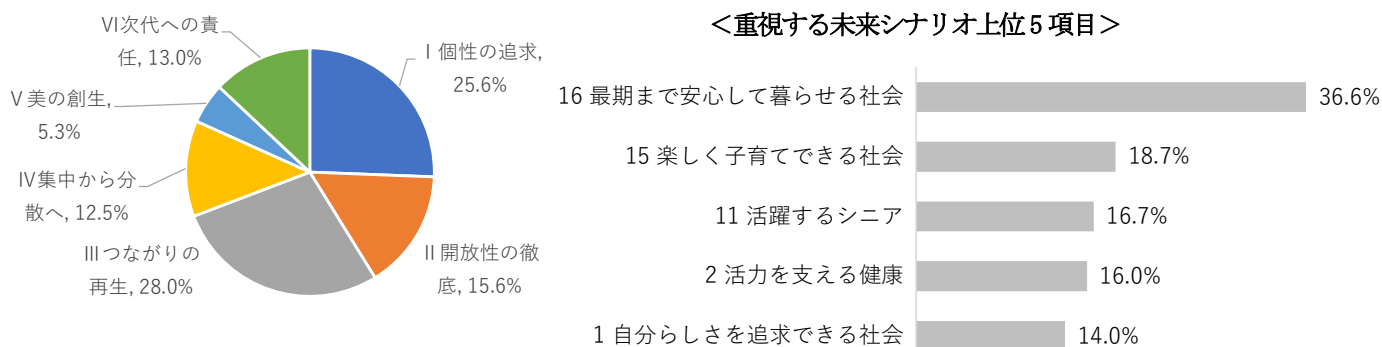 VI次代への責
任, 13.0%
Ⅰ個性の追求,
25.6%
Ⅴ美の創生,
5.3%
Ⅳ集中から分
散へ, 12.5%
Ⅲつながりの
再生, 28.0%
Ⅱ開放性の徹
底, 15.6%
＜重視する未来シナリオ上位5項目＞
16 最期まで安心して暮らせる社会 36.6%
15 楽しく子育てできる社会 18.7%
11 活躍するシニア 16.7%
2 活力を支える健康 16.0%
1 自分らしさを追求できる社会 14.0%